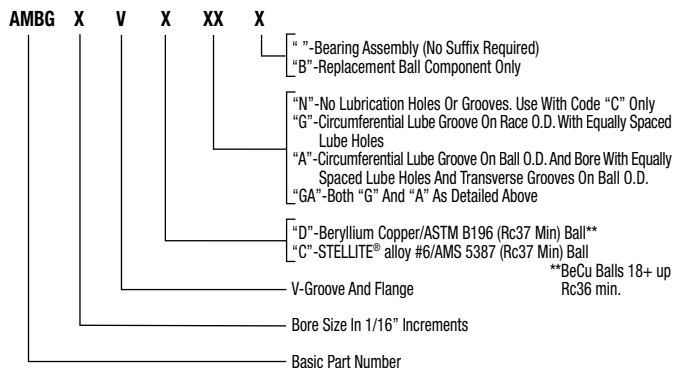 AMBG X V X XX X
“ ”-Bearing Assembly (No Suffix Required)
“B”-Replacement Ball Component Only
“N”-No Lubrication Holes Or Grooves. Use With Code “C” Only
“G”-Circumferential Lube Groove On Race O.D. With Equally Spaced
Lube Holes
“A”-Circumferential Lube Groove On Ball O.D. And Bore With Equally
Spaced Lube Holes And Transverse Grooves On Ball O.D.
“GA”-Both “G” And “A” As Detailed Above
“D”-Beryllium Copper/ASTM B196 (Rc37 Min) Ball**
“C”-STELLITE® alloy #6/AMS 5387 (Rc37 Min) Ball
**BeCu Balls 18+ up
Rc36 min.
V-Groove And Flange
Bore Size In 1/16” Increments
Basic Part Number